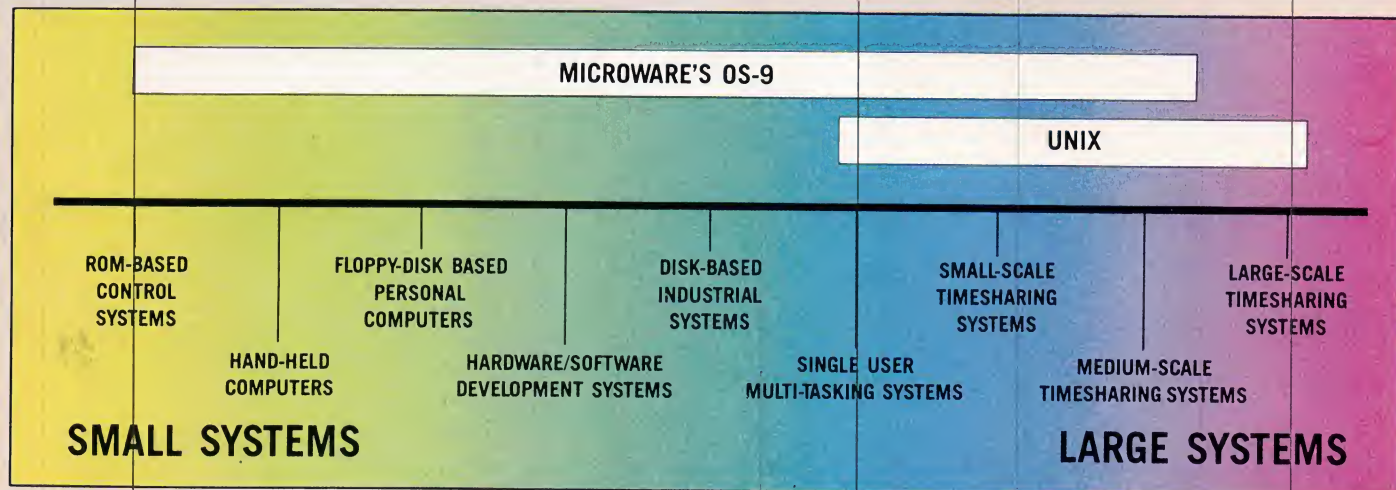 MICROWARE'S OS-9
UNIX
ROM-BASED
CONTROL
SYSTEMS
HAND-HELD
COMPUTERS
FLOPPY-DISK BASED
PERSONAL
COMPUTERS
HARDWARE/SOFTWARE
DEVELOPMENT SYSTEMS
DISK-BASED
INDUSTRIAL
SYSTEMS
SINGLE USER
MULTI-TASKING SYSTEMS
SMALL-SCALE
TIMESHARING
SYSTEMS
MEDIUM-SCALE
TIMESHARING SYSTEMS
LARGE-SCALE
TIMESHARING
SYSTEMS
SMALL SYSTEMS
LARGE SYSTEMS